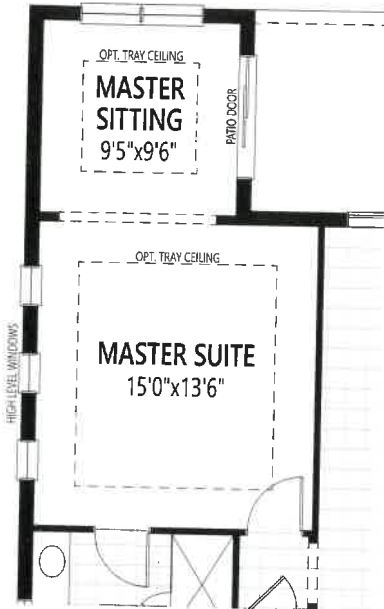 OPT. TRAY CEILING
MASTER
SITTING
9'5"x9'6"
PATIO DOOR
OPT. TRAY CEILING
MASTER SUITE
15'0"x13'6"
HIGH LEVEL WINDOWS